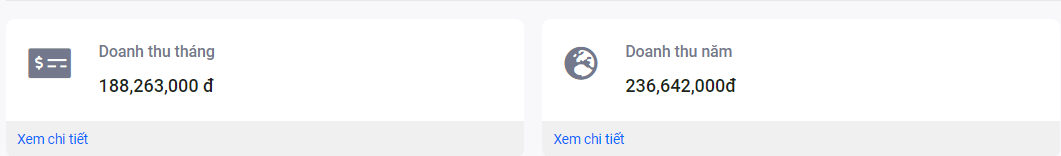 Doanh thu tháng
188,263,000 đ
Xem chi tiết
Doanh thu năm
236,642,000đ
Xem chi tiết